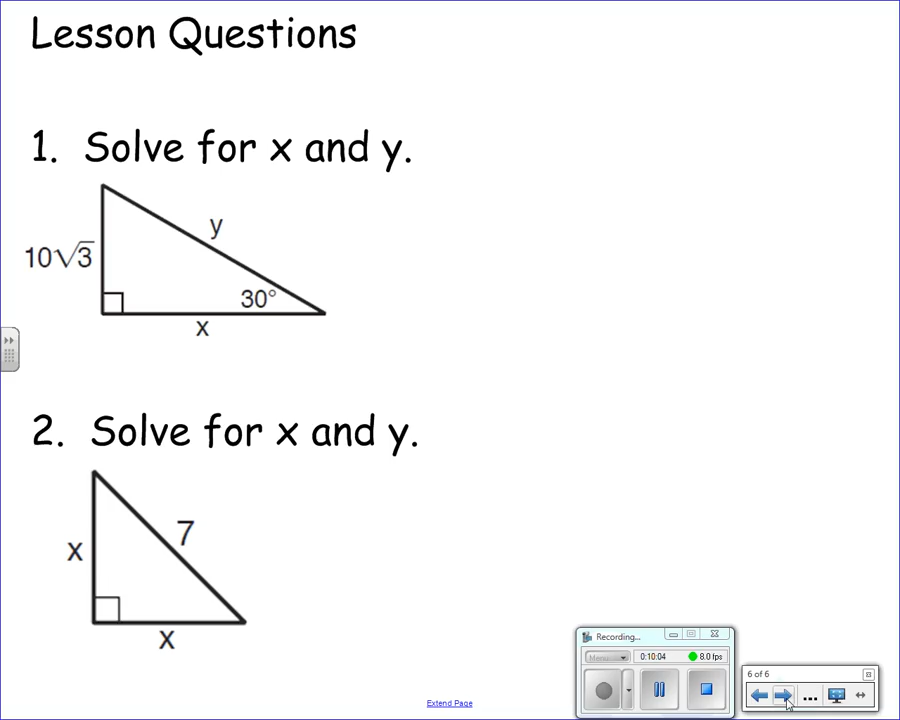 Lesson Questions
1. Solve for x and y.
y
10√3
30°
x
2. Solve for x and y.
7
x
x
Recording...
Menu
0:10:04 8.0 fps
6 of 6
...
Extend Page